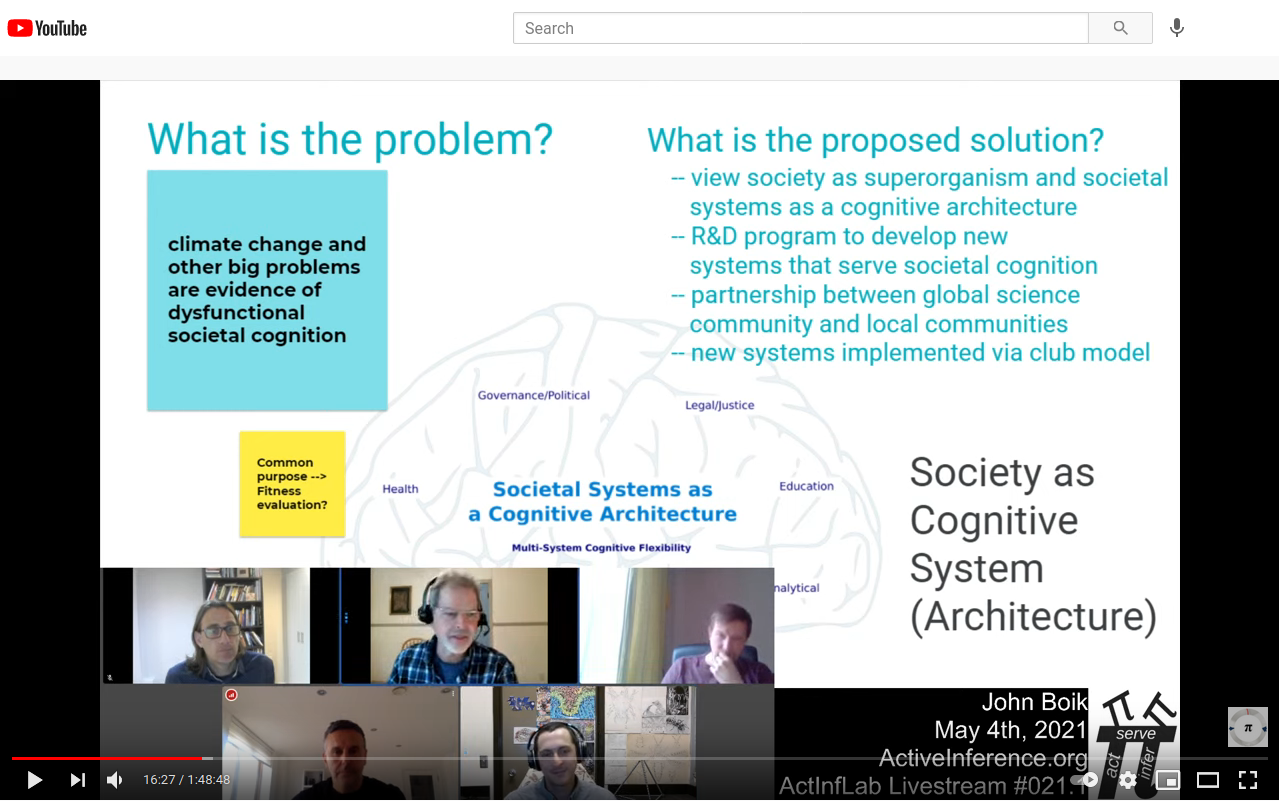 YouTube
Search
What is the problem?
What is the proposed solution?
-- view society as superorganism and societal
systems as a cognitive architecture
-- R&D program to develop new
systems that serve societal cognition
-- partnership between global science
community and local communities
-- new systems implemented via club model
climate change and
other big problems
are evidence of
dysfunctional
societal cognition
Governance/Political
Legal/Justice
Common
purpose -->
Fitness
evaluation?
Health
Education
Societal Systems as
a Cognitive Architecture
Multi-System Cognitive Flexibility
nalytical
Society as
Cognitive
System
(Architecture)
John Boik
May 4th, 2021
ActiveInference.org
ActInfLab Livestream #021.1
π π
serve
act
infer
π
16:27 / 1:48:48